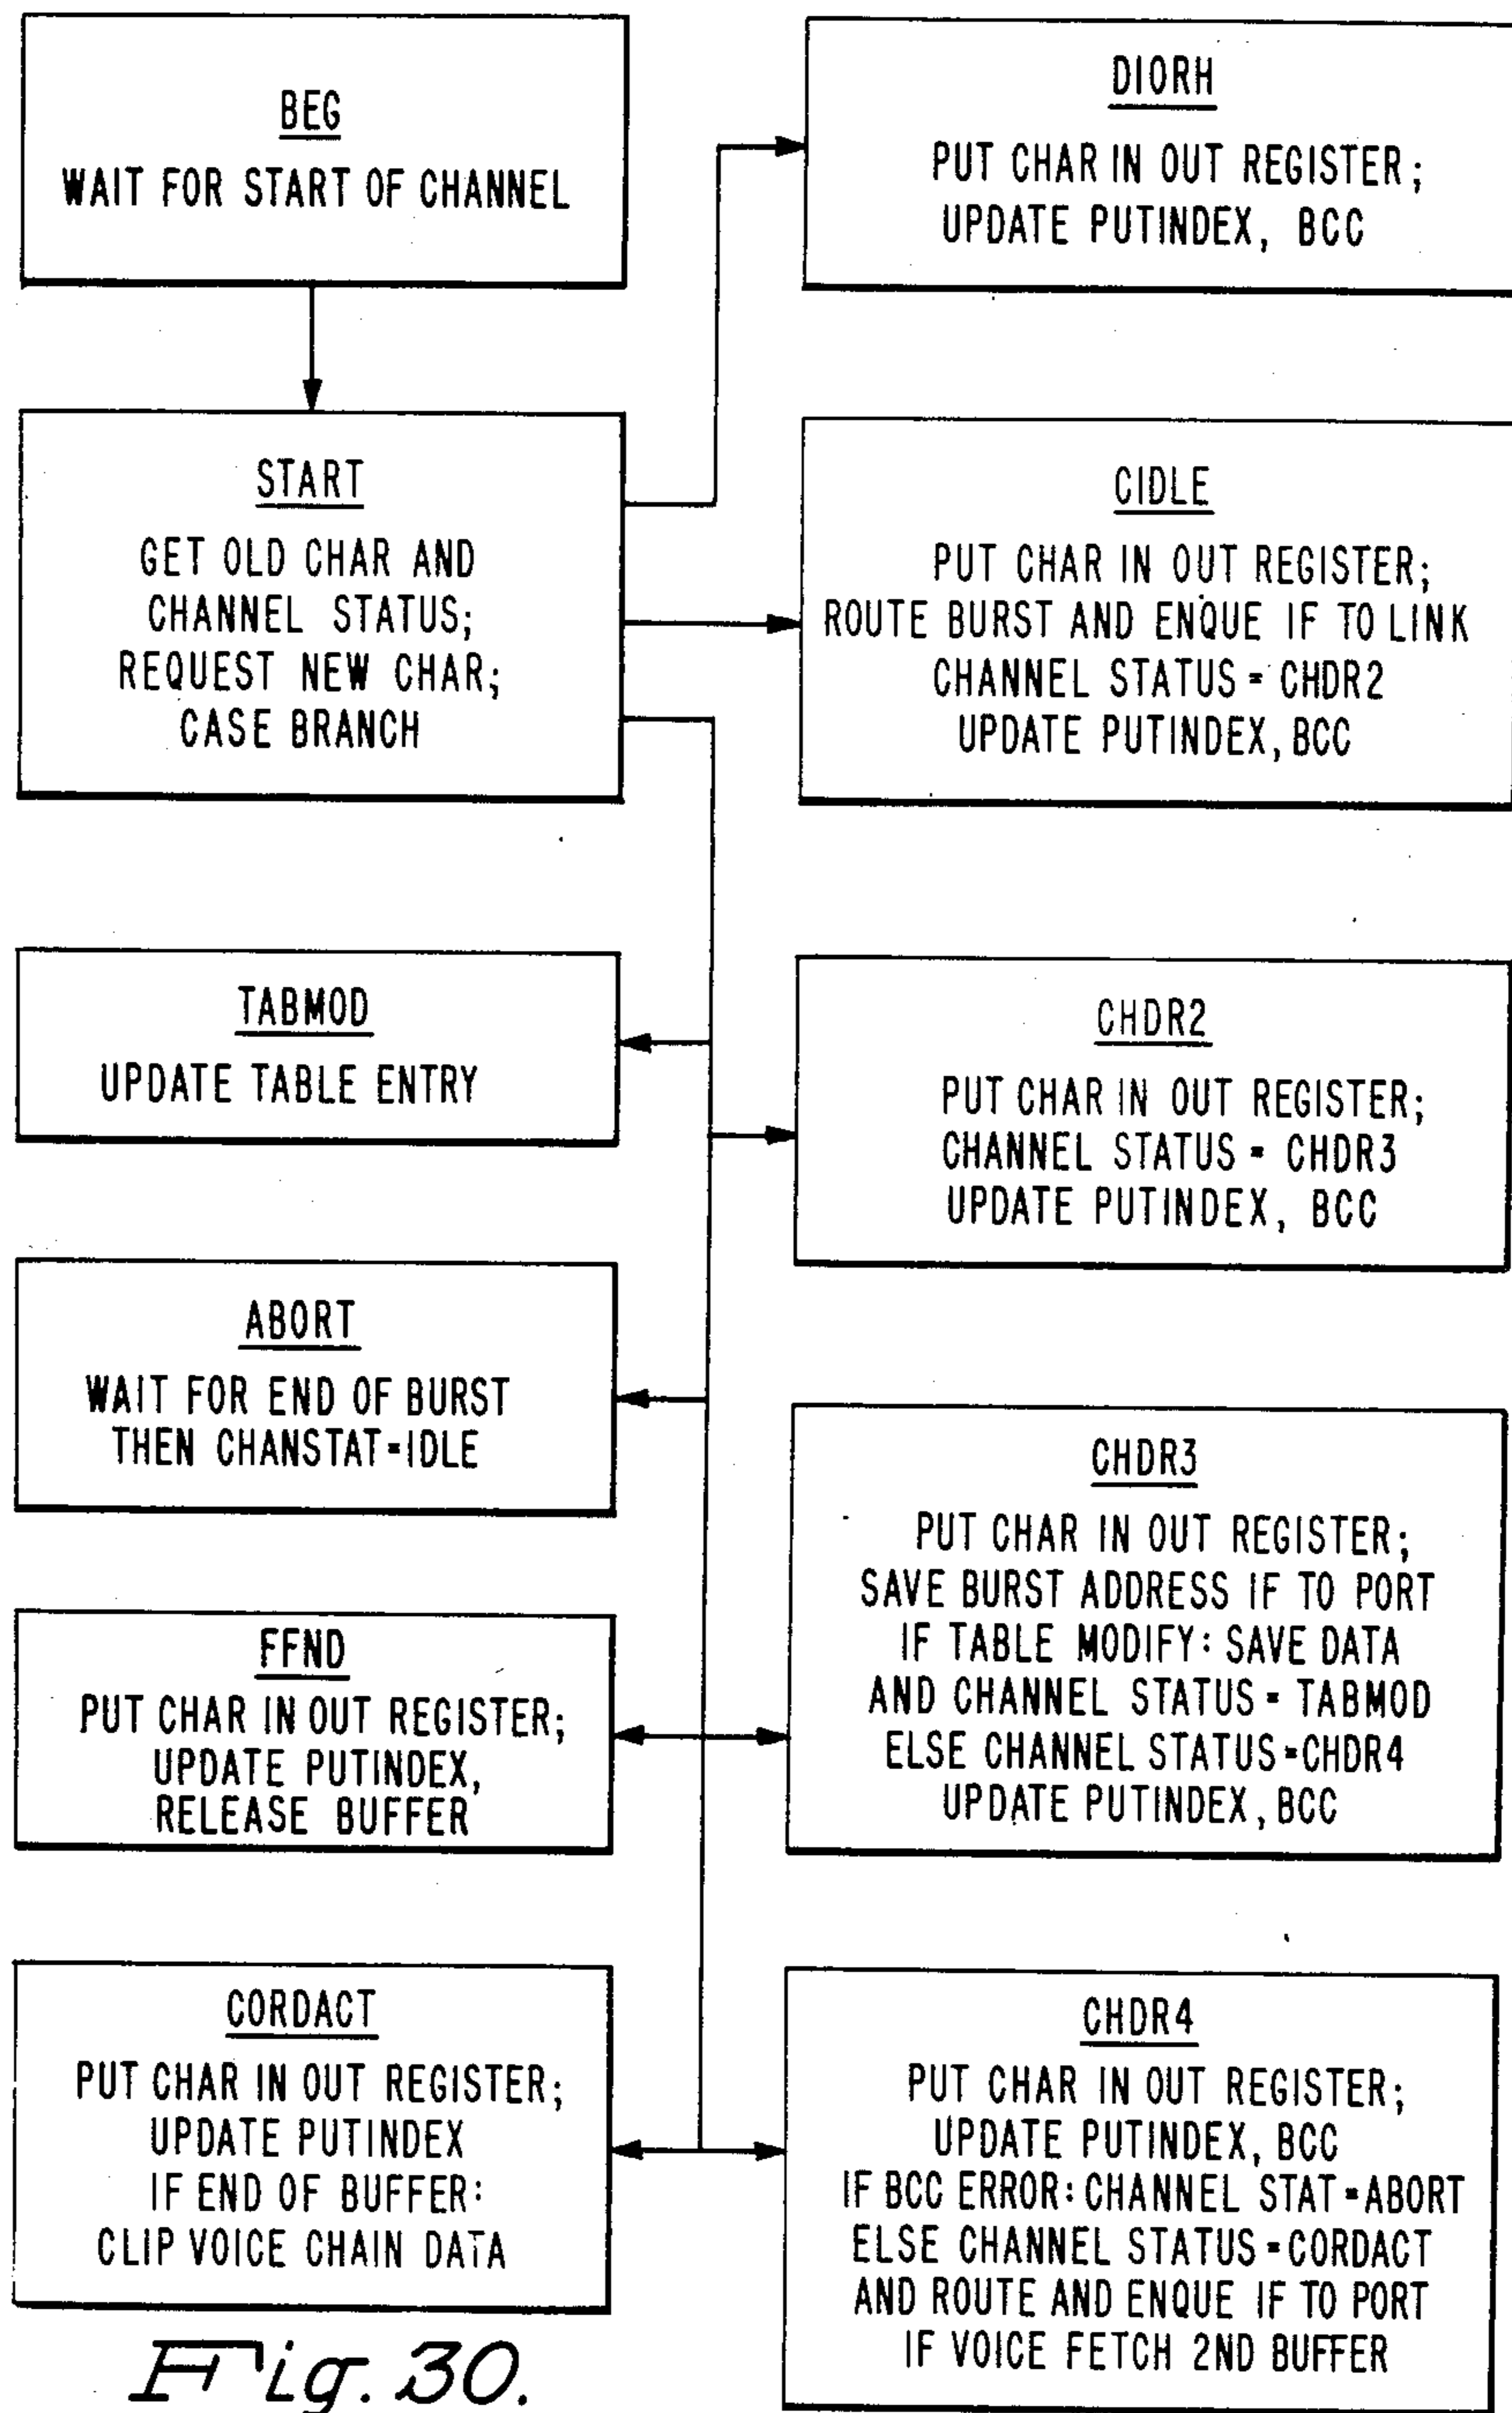 BEG
WAIT FOR START OF CHANNEL
DIORH
PUT CHAR IN OUT REGISTER;
UPDATE PUTINDEX, BCC
START
GET OLD CHAR AND
CHANNEL STATUS;
REQUEST NEW CHAR;
CASE BRANCH
CIDLE
PUT CHAR IN OUT REGISTER;
ROUTE BURST AND ENQUE IF TO LINK
CHANNEL STATUS = CHDR2
UPDATE PUTINDEX, BCC
TABMOD
UPDATE TABLE ENTRY
CHDR2
PUT CHAR IN OUT REGISTER;
CHANNEL STATUS = CHDR3
UPDATE PUTINDEX, BCC
ABORT
WAIT FOR END OF BURST
THEN CHANSTAT=IDLE
CHDR3
PUT CHAR IN OUT REGISTER;
SAVE BURST ADDRESS IF TO PORT
IF TABLE MODIFY: SAVE DATA
AND CHANNEL STATUS = TABMOD
ELSE CHANNEL STATUS=CHDR4
UPDATE PUTINDEX, BCC
FFND
PUT CHAR IN OUT REGISTER;
UPDATE PUTINDEX,
RELEASE BUFFER
CORDACT
PUT CHAR IN OUT REGISTER;
UPDATE PUTINDEX
IF END OF BUFFER:
CLIP VOICE CHAIN DATA
CHDR4
PUT CHAR IN OUT REGISTER;
UPDATE PUTINDEX, BCC
IF BCC ERROR: CHANNEL STAT=ABORT
ELSE CHANNEL STATUS=CORDACT
AND ROUTE AND ENQUE IF TO PORT
IF VOICE FETCH 2ND BUFFER
Fig. 30.